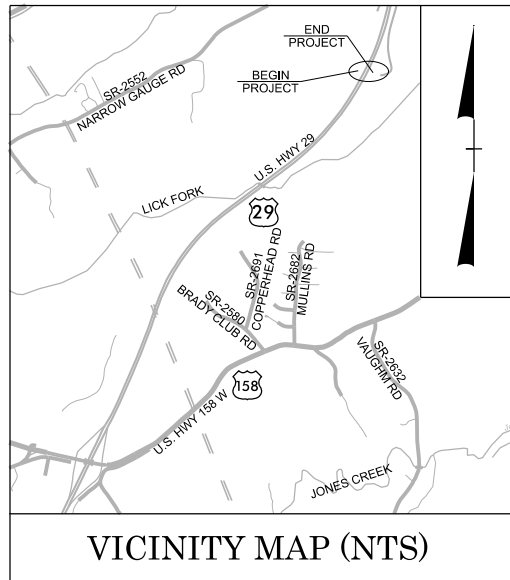 END
PROJECT
BEGIN
PROJECT
SR-2552
NARROW GAUGE RD
U.S. HWY 29
LICK FORK
29
SR-2691
COPPERHEAD RD
SR-2682
MULLINS RD
SR-2580
BRADY CLUB RD
158
U.S. HWY 158 W
SR-2632
VAUGHM RD
JONES CREEK
VICINITY MAP (NTS)